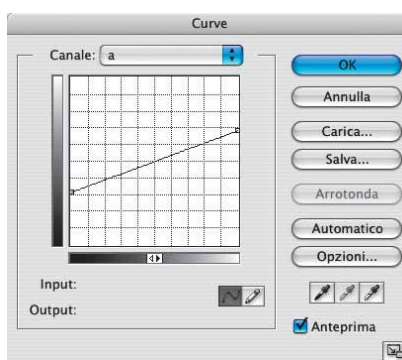 Curve
Canale: a
OK
Annulla
Carica...
Salva...
Arrotonda
Automatico
Opzioni...
Input:
Output:
Anteprima